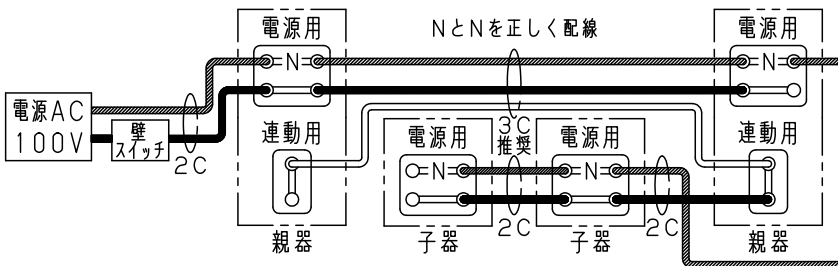 電源用
NとNを正しく配線
電源用
N
N
電源AC
100V
壁
スイッチ
2C
連動用
3C
推奨
電源用
電源用
連動用
N
N
2C
2C
親器
子器
子器
親器